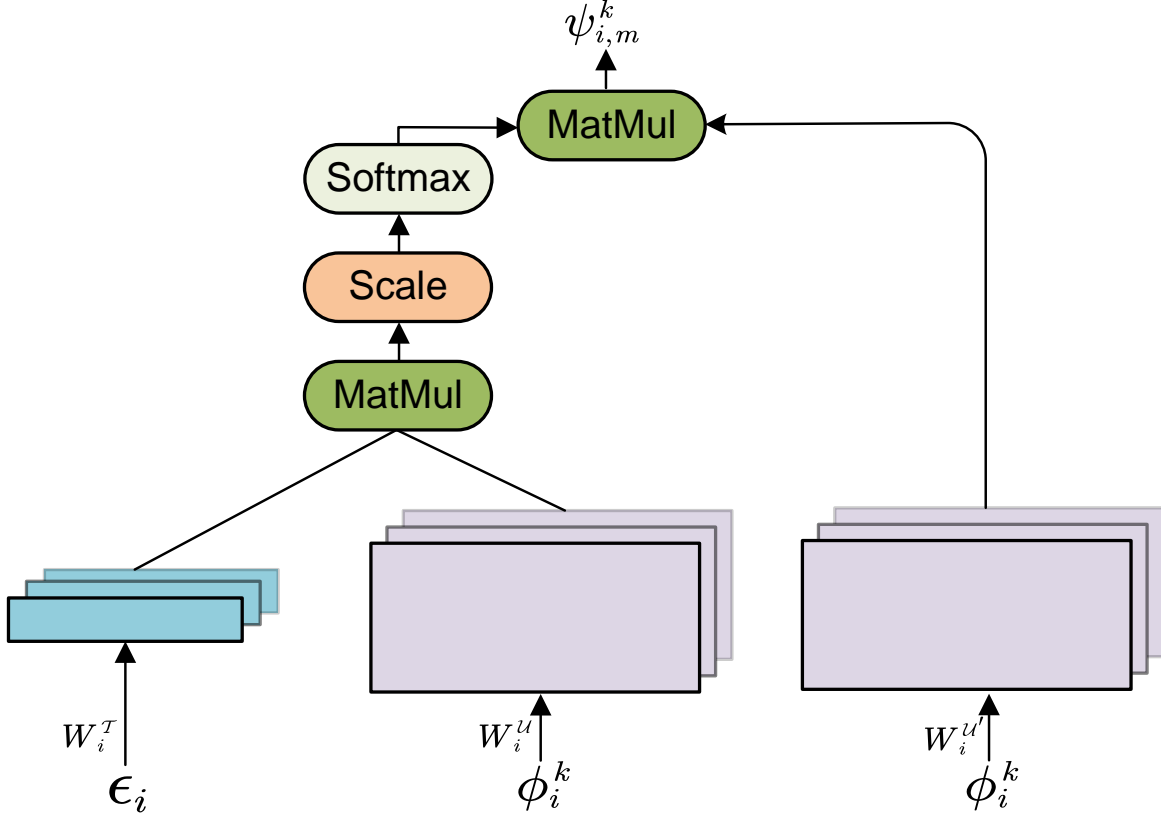 ψ^k_{i,m}
MatMul
Softmax
Scale
MatMul
W_i^𝒯
W_i^𝒰
W_i^{𝒰'}
ϵ_i
ϕ_i^k
ϕ_i^k